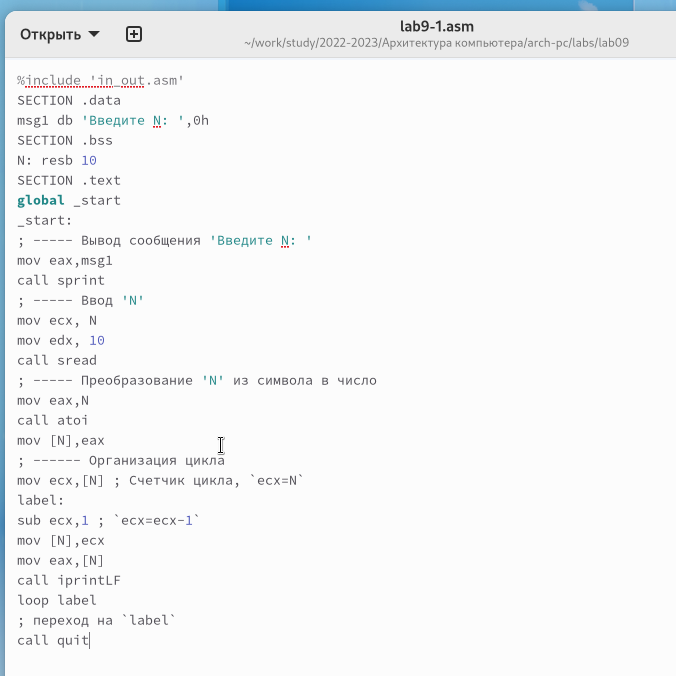 Открыть
lab9-1.asm
~/work/study/2022-2023/Архитектура компьютера/arch-pc/labs/lab09
%include 'in_out.asm'
SECTION .data
msg1 db 'Введите N: ',0h
SECTION .bss
N: resb 10
SECTION .text
global _start
_start:
; ----- Вывод сообщения 'Введите N: '
mov eax,msg1
call sprint
; ----- Ввод 'N'
mov ecx, N
mov edx, 10
call sread
; ----- Преобразование 'N' из символа в число
mov eax,N
call atoi
mov [N],eax
; ------ Организация цикла
mov ecx,[N] ; Счетчик цикла, `ecx=N`
label:
sub ecx,1 ; `ecx=ecx-1`
mov [N],ecx
mov eax,[N]
call iprintLF
loop label
; переход на `label`
call quit